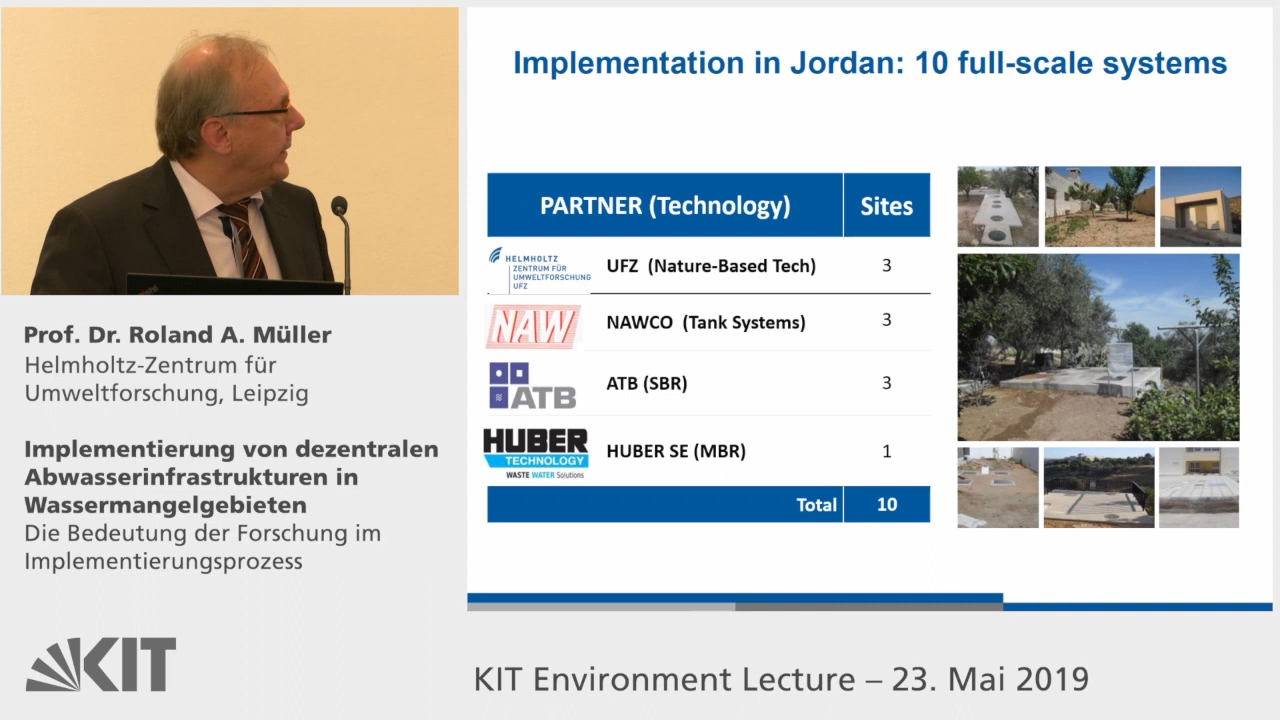 Implementation in Jordan: 10 full-scale systems
PARTNER (Technology) Sites
HELMHOLTZ
ZENTRUM FÜR
UMWELTFORSCHUNG
UFZ
UFZ (Nature-Based Tech) 3
NAW
NAWCO (Tank Systems) 3
ATB
ATB (SBR) 3
HUBER
TECHNOLOGY
WASTE WATER Solutions
HUBER SE (MBR) 1
Total 10
Prof. Dr. Roland A. Müller
Helmholtz-Zentrum für
Umweltforschung, Leipzig
Implementierung von dezentralen
Abwasserinfrastrukturen in
Wassermangelgebieten
Die Bedeutung der Forschung im
Implementierungsprozess
KIT
KIT Environment Lecture – 23. Mai 2019